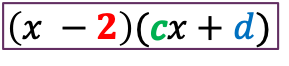 (x − 2)(cx + d)